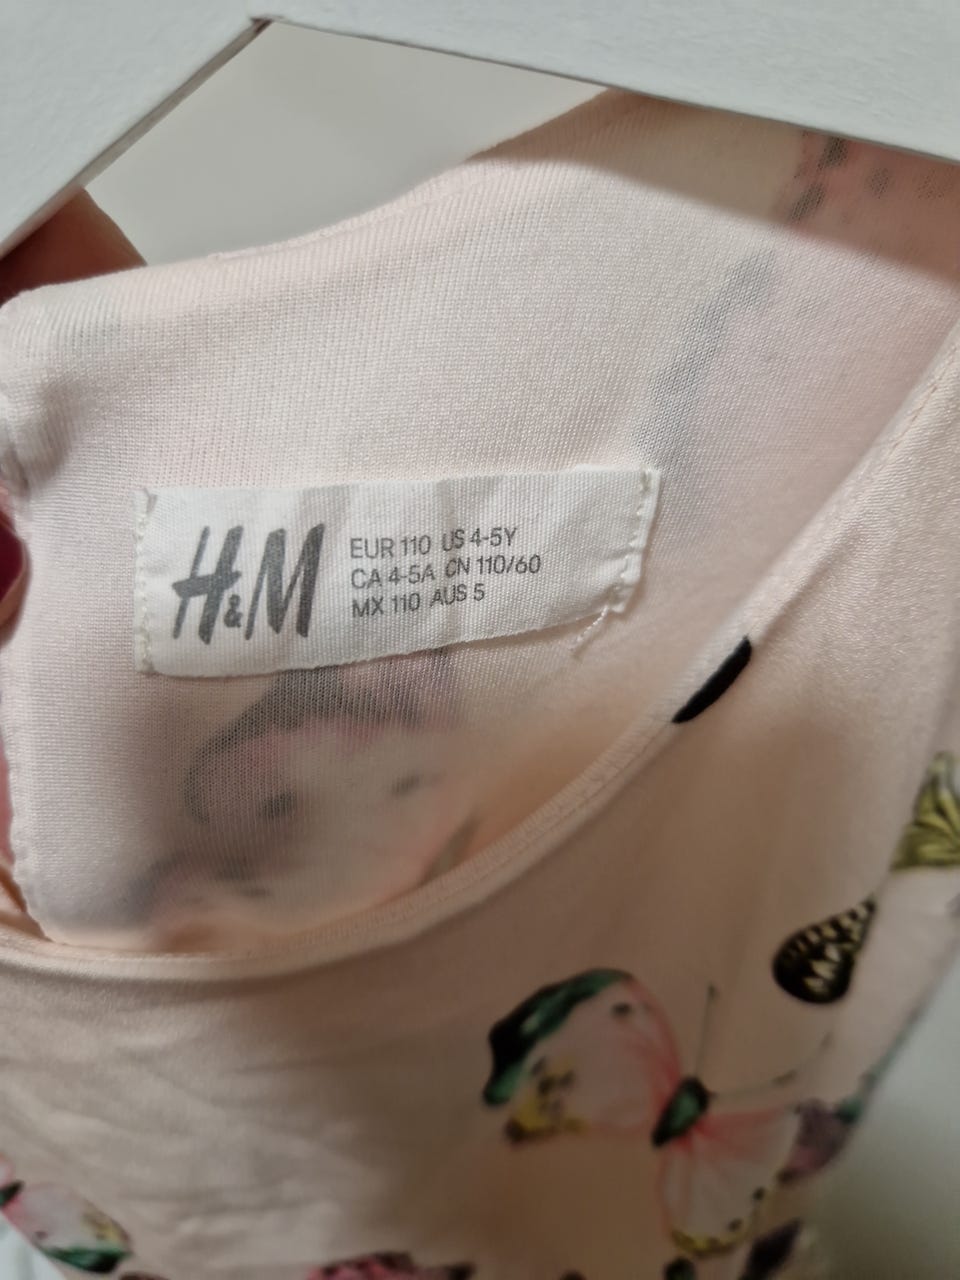 H&M
EUR 110 US 4-5Y
CA 4-5A CN 110/60
MX 110 AUS 5